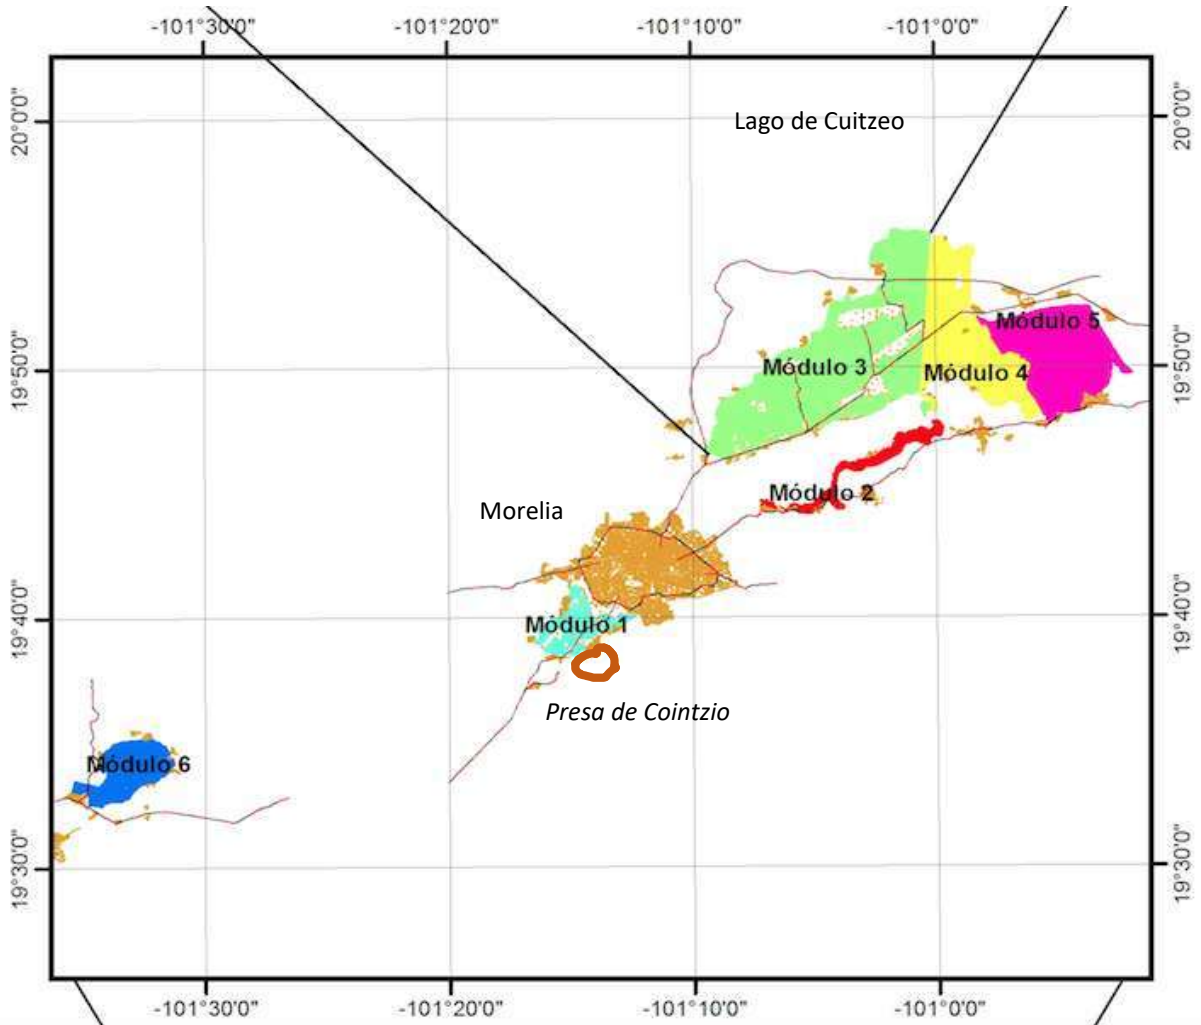 -101°30'0" -101°20'0" -101°10'0" -101°0'0"
20°0'0" 20°0'0"
Lago de Cuitzeo
Módulo 5
19°50'0" Módulo 3 Módulo 4 19°50'0"
Módulo 2
Morelia
19°40'0" Módulo 1 19°40'0"
Presa de Cointzio
Módulo 6
19°30'0" 19°30'0"
-101°30'0" -101°20'0" -101°10'0" -101°0'0"